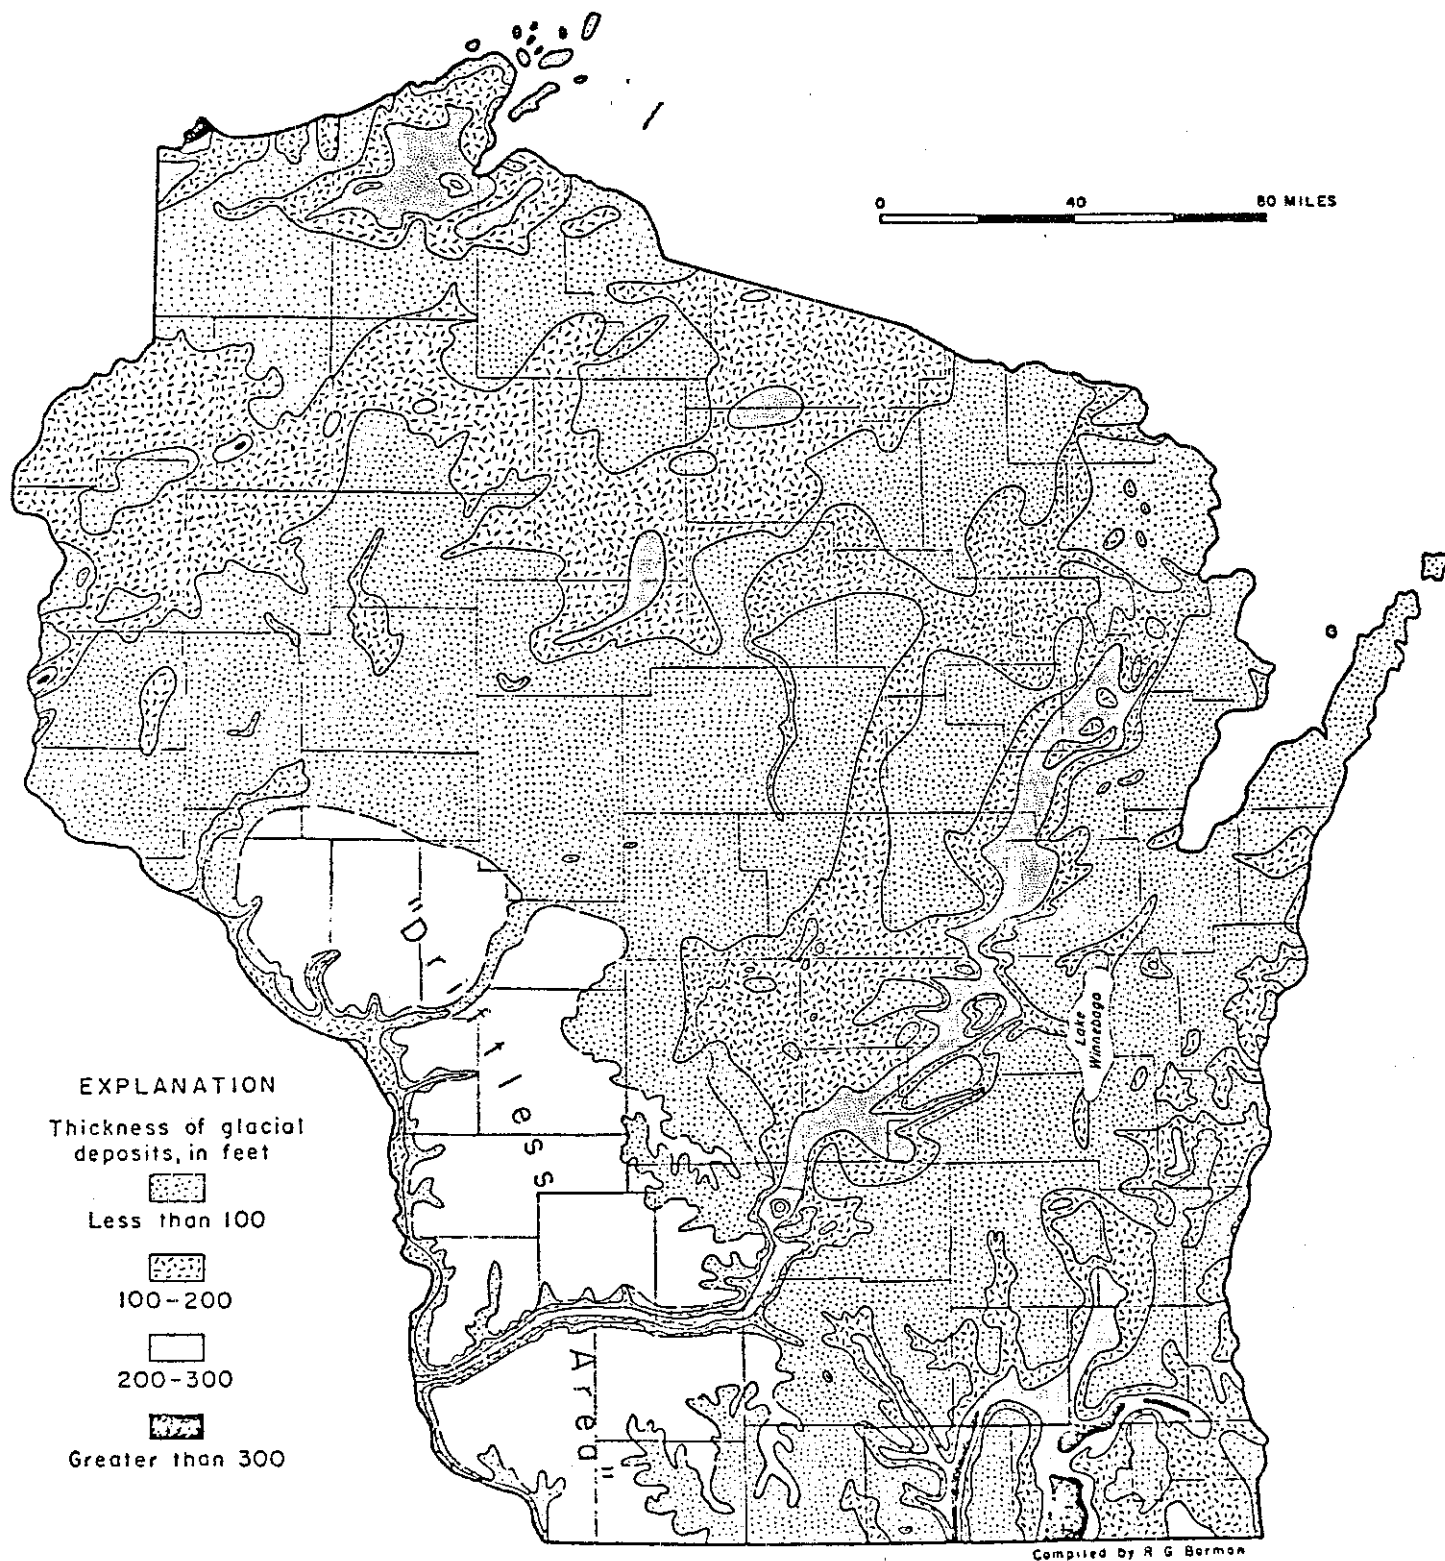 0 40 80 MILES
"Driftless Area"
Lake
Winnebago
EXPLANATION
Thickness of glacial
deposits, in feet
Less than 100
100-200
200-300
Greater than 300
Compiled by R G Borman